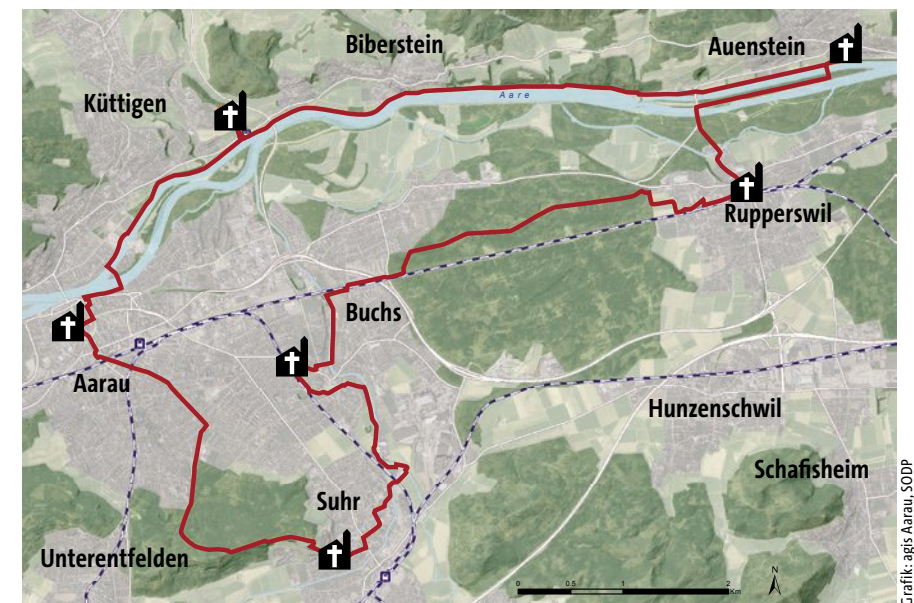 Biberstein
Auenstein
Küttigen
Aare
Rupperswil
Buchs
Aarau
Hunzenschwil
Schafisheim
Suhr
Unterentfelden
N
0 0.5 1 2
Km
Grafik: agis Aarau, SODP